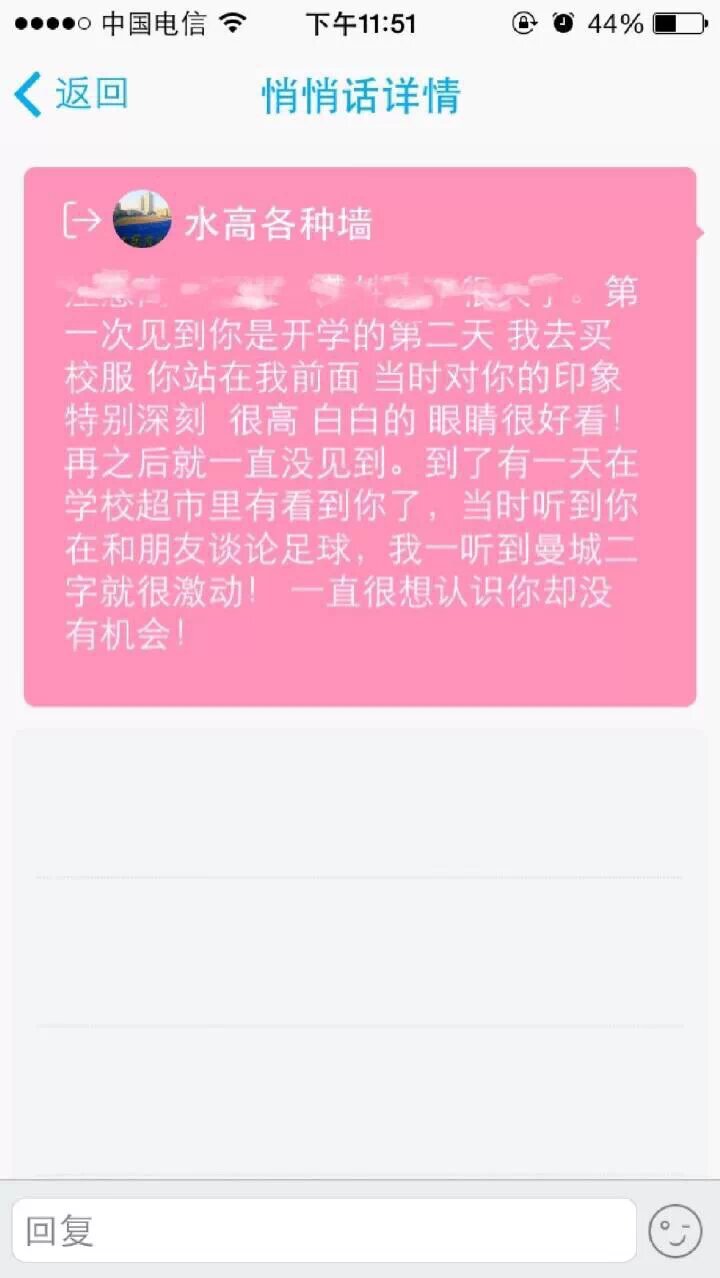 中国电信 下午11:51 44%
返回 悄悄话详情
水高各种墙
很久了。第
一次见到你是开学的第二天 我去买
校服 你站在我前面 当时对你的印象
特别深刻 很高 白白的 眼睛很好看！
再之后就一直没见到。到了有一天在
学校超市里有看到你了，当时听到你
在和朋友谈论足球，我一听到曼城二
字就很激动！ 一直很想认识你却没
有机会！
回复